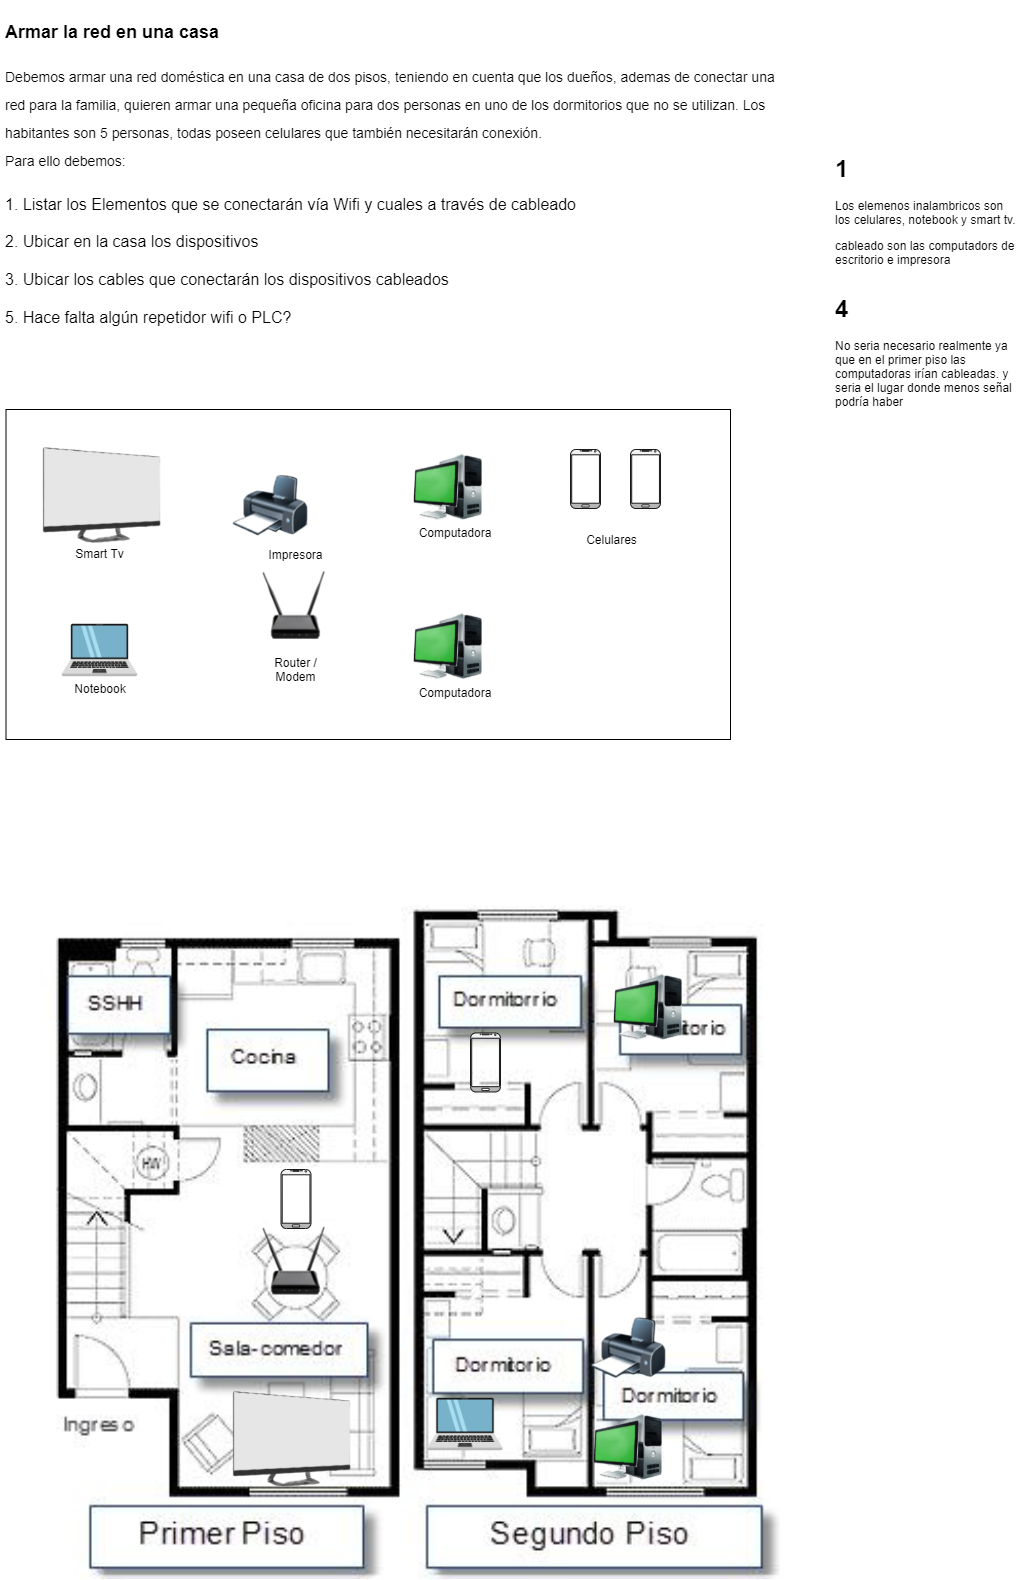 Armar la red en una casa
Debemos armar una red doméstica en una casa de dos pisos, teniendo en cuenta que los dueños, ademas de conectar una
red para la familia, quieren armar una pequeña oficina para dos personas en uno de los dormitorios que no se utilizan. Los
habitantes son 5 personas, todas poseen celulares que también necesitarán conexión.
Para ello debemos:
1. Listar los Elementos que se conectarán vía Wifi y cuales a través de cableado
2. Ubicar en la casa los dispositivos
3. Ubicar los cables que conectarán los dispositivos cableados
5. Hace falta algún repetidor wifi o PLC?
1
Los elemenos inalambricos son
los celulares, notebook y smart tv.
cableado son las computadors de
escritorio e impresora
4
No seria necesario realmente ya
que en el primer piso las
computadoras irían cableadas. y
seria el lugar donde menos señal
podría haber
Smart Tv
Impresora
Computadora
Celulares
Notebook
Router /
Modem
Computadora
SSHH
Cocina
HW
Sala-comedor
Ingreso
Primer Piso
Dormitorrio
torio
Dormitorio
Dormitorio
Segundo Piso